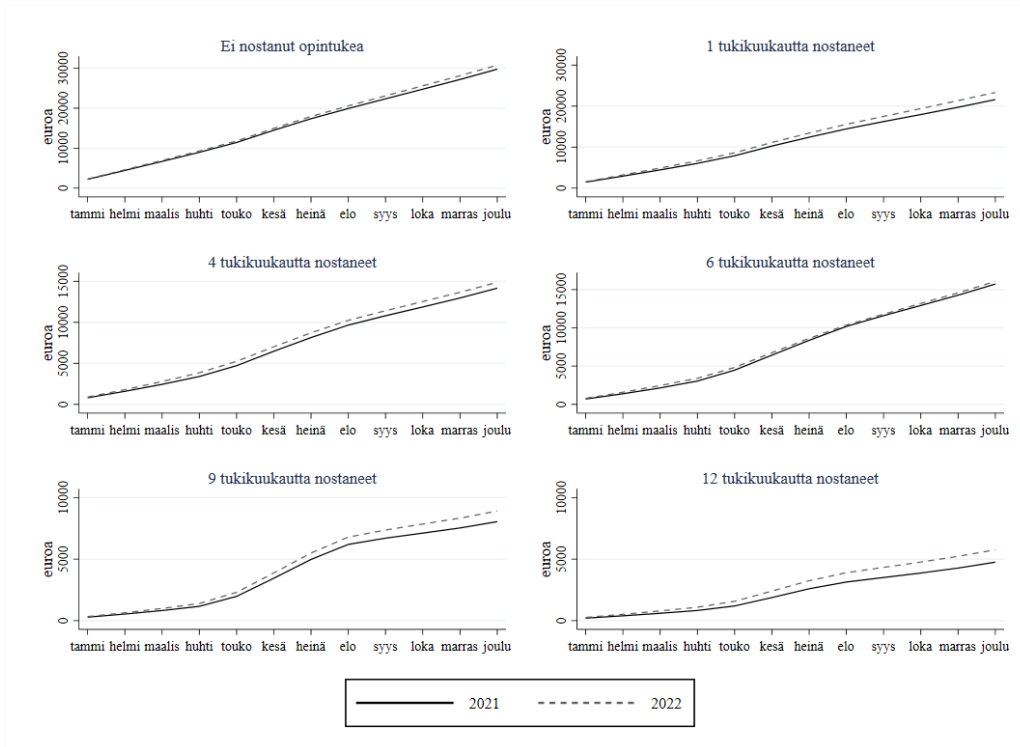 Ei nostanut opintukea
euroa
30000
20000
10000
0
tammi helmi maalis huhti touko kesä heinä elo syys loka marras joulu
1 tukikuukautta nostaneet
euroa
30000
20000
10000
0
tammi helmi maalis huhti touko kesä heinä elo syys loka marras joulu
4 tukikuukautta nostaneet
euroa
15000
10000
5000
0
tammi helmi maalis huhti touko kesä heinä elo syys loka marras joulu
6 tukikuukautta nostaneet
euroa
15000
10000
5000
0
tammi helmi maalis huhti touko kesä heinä elo syys loka marras joulu
9 tukikuukautta nostaneet
euroa
10000
5000
0
tammi helmi maalis huhti touko kesä heinä elo syys loka marras joulu
12 tukikuukautta nostaneet
euroa
10000
5000
0
tammi helmi maalis huhti touko kesä heinä elo syys loka marras joulu
2021 2022